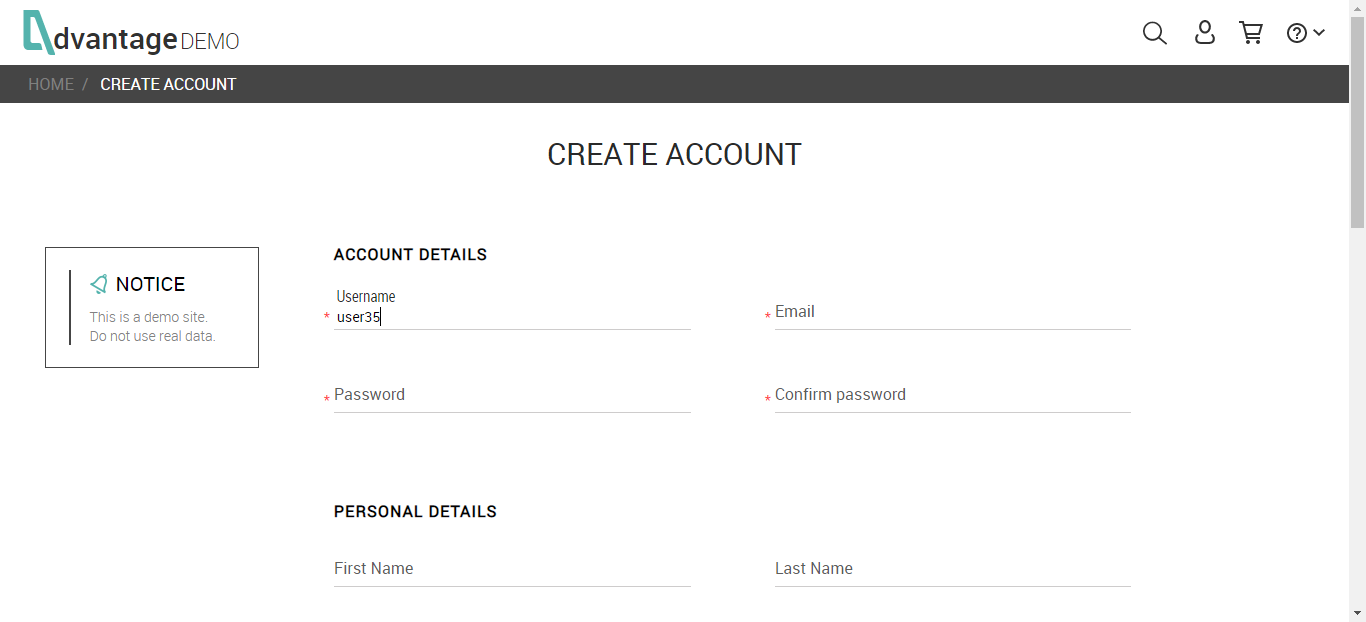 dvantage DEMO
HOME / CREATE ACCOUNT
CREATE ACCOUNT
NOTICE
This is a demo site.
Do not use real data.
ACCOUNT DETAILS
Username
* user35
* Email
* Password
* Confirm password
PERSONAL DETAILS
First Name
Last Name